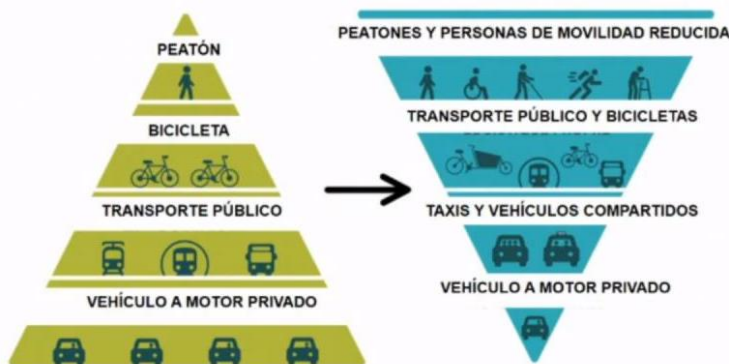 PEATÓN
BICICLETA
TRANSPORTE PÚBLICO
VEHÍCULO A MOTOR PRIVADO
PEATONES Y PERSONAS DE MOVILIDAD REDUCIDA
TRANSPORTE PÚBLICO Y BICICLETAS
TAXIS Y VEHÍCULOS COMPARTIDOS
VEHÍCULO A MOTOR PRIVADO